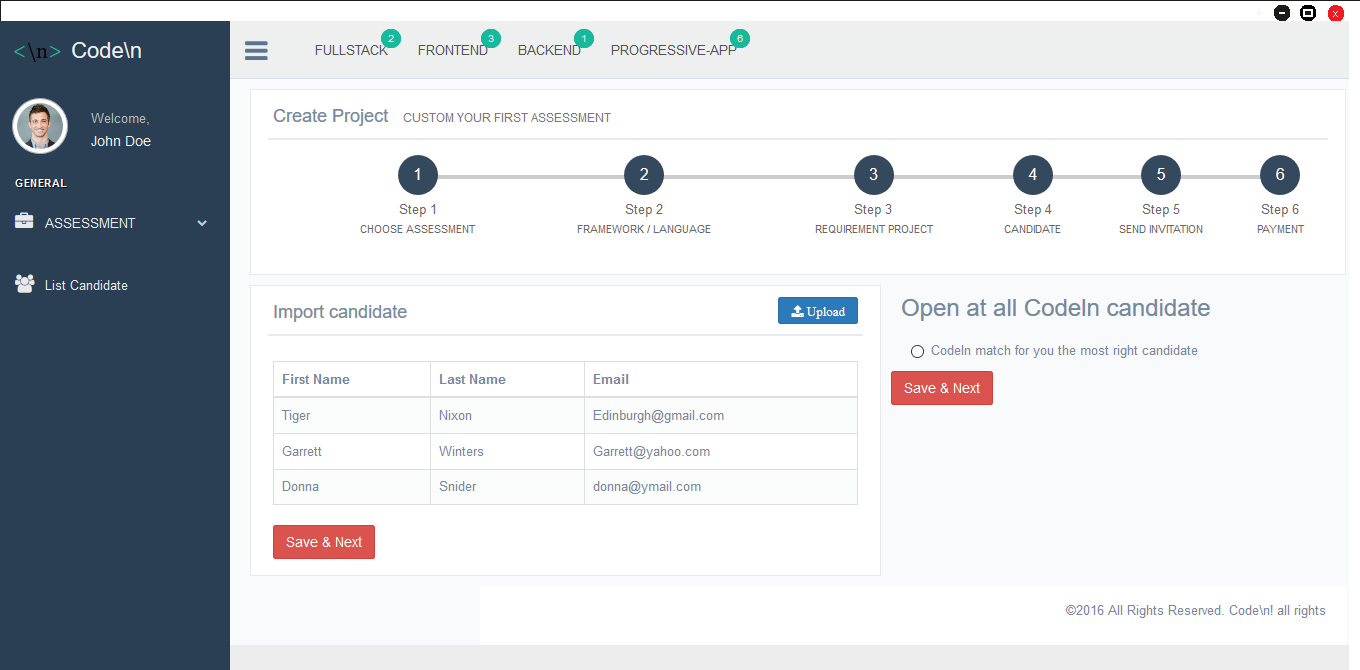 x
<\n> Code\n
Welcome,
John Doe
GENERAL
ASSESSMENT
List Candidate
FULLSTACK 2 FRONTEND 3 BACKEND 1 PROGRESSIVE-APP 6
Create Project CUSTOM YOUR FIRST ASSESSMENT
1 2 3 4 5 6
Step 1 Step 2 Step 3 Step 4 Step 5 Step 6
CHOOSE ASSESSMENT FRAMEWORK / LANGUAGE REQUIREMENT PROJECT CANDIDATE SEND INVITATION PAYMENT
Import candidate Upload
First Name Last Name Email
Tiger Nixon Edinburgh@gmail.com
Garrett Winters Garrett@yahoo.com
Donna Snider donna@ymail.com
Save & Next
Open at all CodeIn candidate
CodeIn match for you the most right candidate
Save & Next
©2016 All Rights Reserved. Code\n! all rights